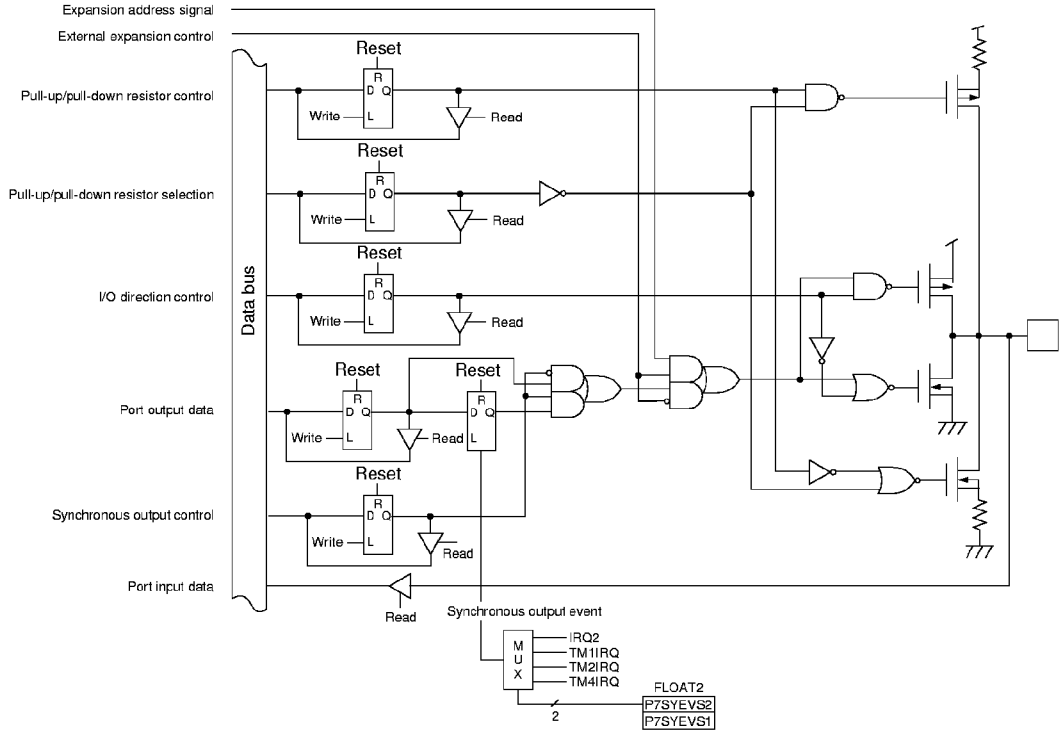 Expansion address signal
External expansion control
Reset
Pull-up/pull-down resistor control
R
D Q
L
Write
Read
Reset
Pull-up/pull-down resistor selection
R
D Q
L
Write
Read
Reset
I/O direction control
R
D Q
L
Write
Read
Data bus
Reset
Reset
Port output data
R
D Q
L
Write
Read
R
D Q
L
Reset
Synchronous output control
R
D Q
L
Write
Read
Port input data
Read
Synchronous output event
MUX
IRQ2
TM1IRQ
TM2IRQ
TM4IRQ
2
FLOAT2
P7SYEVS2
P7SYEVS1